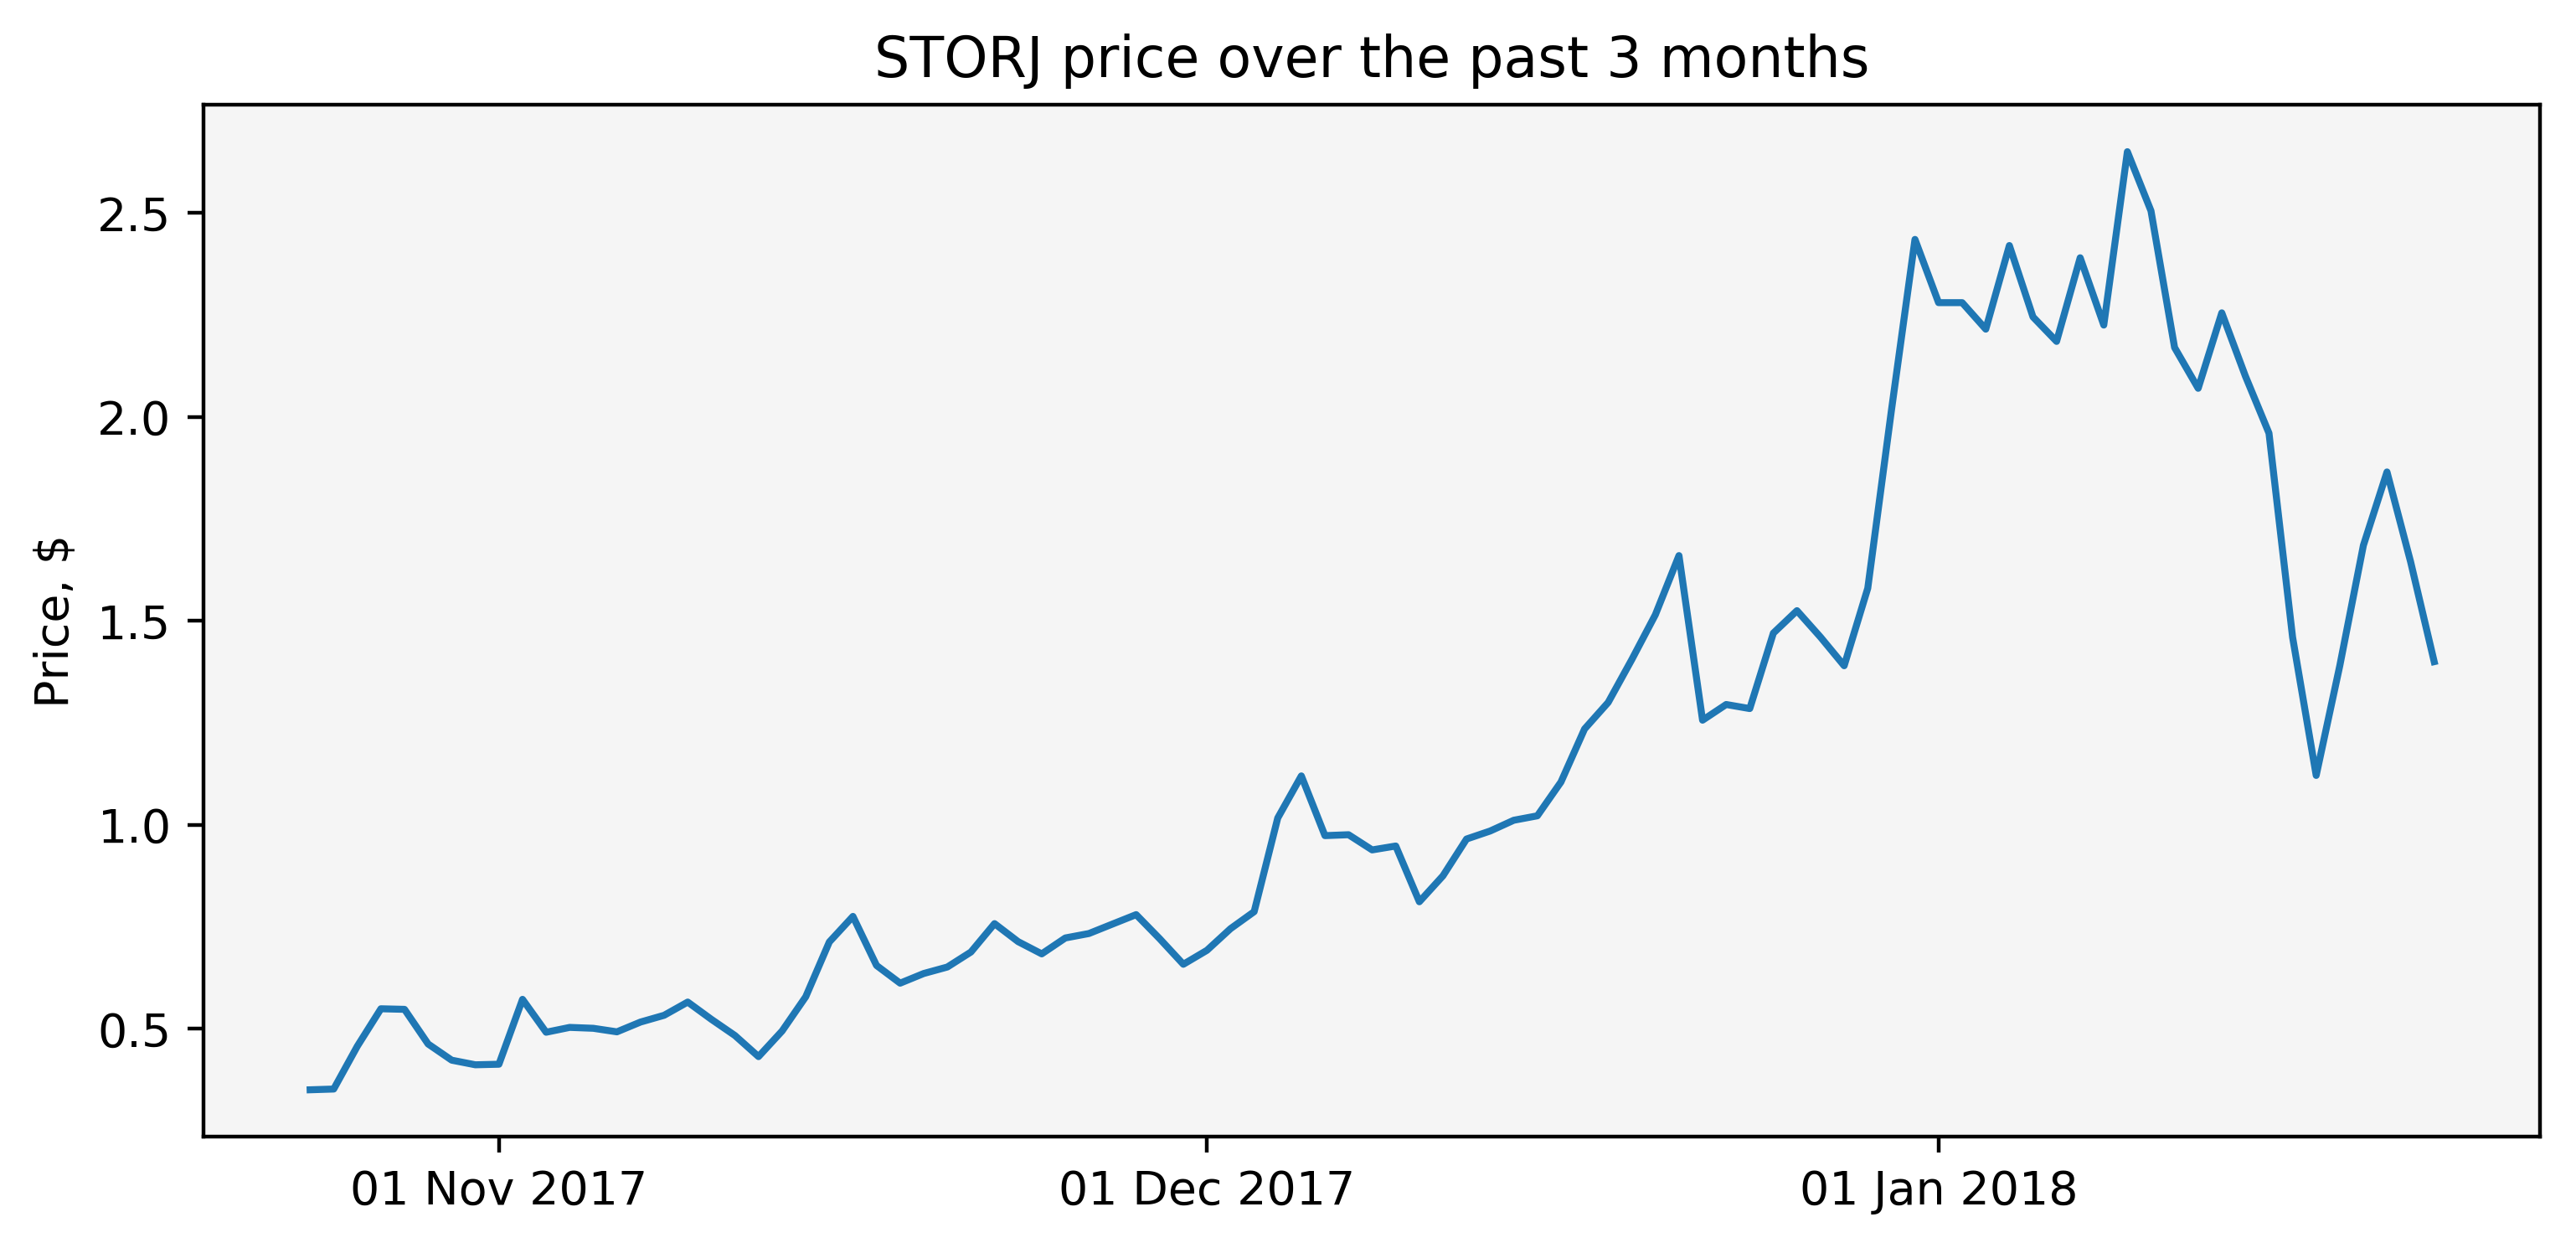 STORJ price over the past 3 months
Price, $
2.5
2.0
1.5
1.0
0.5
01 Nov 2017
01 Dec 2017
01 Jan 2018